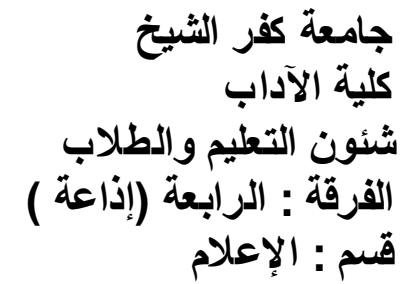 جامعة كفر الشيخ
كلية الآداب
شئون التعليم والطلاب
الفرقة : الرابعة (إذاعة )
قسم : الإعلام